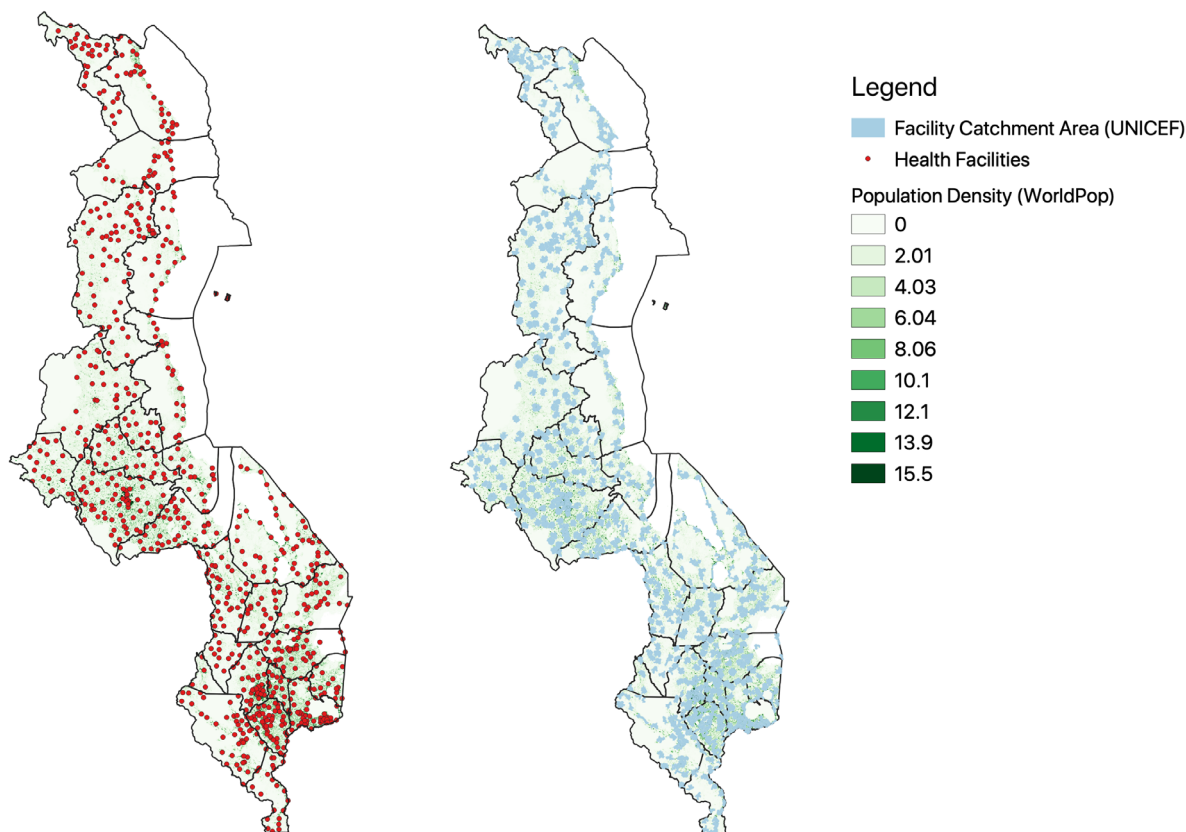 Legend
Facility Catchment Area (UNICEF)
Health Facilities
Population Density (WorldPop)
0
2.01
4.03
6.04
8.06
10.1
12.1
13.9
15.5